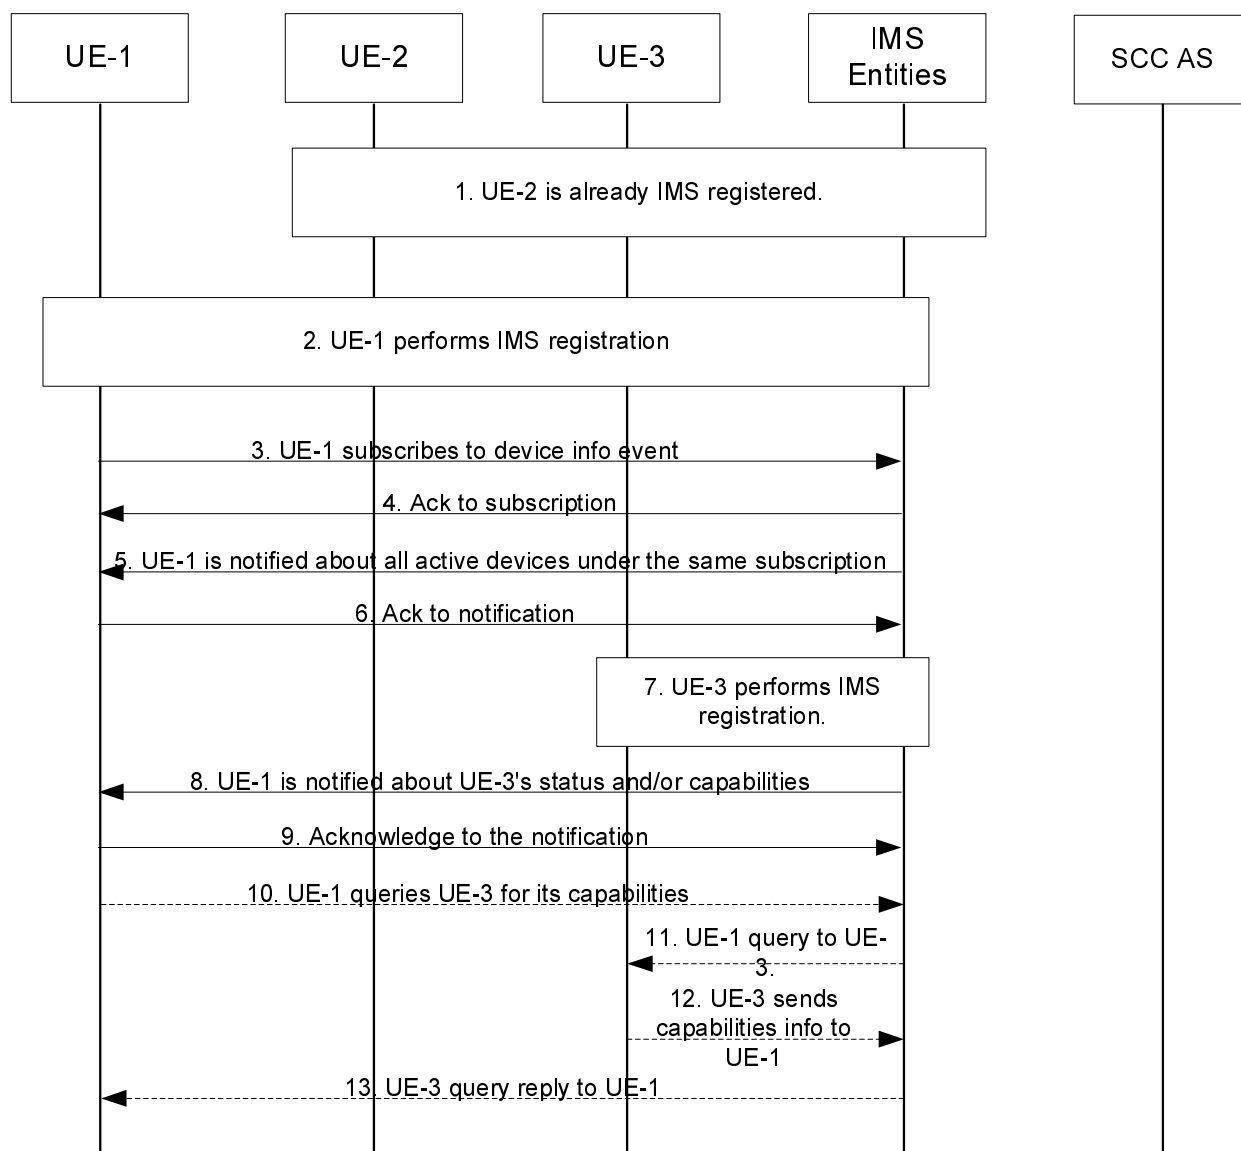 UE-1
UE-2
UE-3
IMS
Entities
SCC AS
1. UE-2 is already IMS registered.
2. UE-1 performs IMS registration
3. UE-1 subscribes to device info event
4. Ack to subscription
5. UE-1 is notified about all active devices under the same subscription
6. Ack to notification
7. UE-3 performs IMS
registration.
8. UE-1 is notified about UE-3's status and/or capabilities
9. Acknowledge to the notification
10. UE-1 queries UE-3 for its capabilities
11. UE-1 query to UE-
3.
12. UE-3 sends
capabilities info to
UE-1
13. UE-3 query reply to UE-1